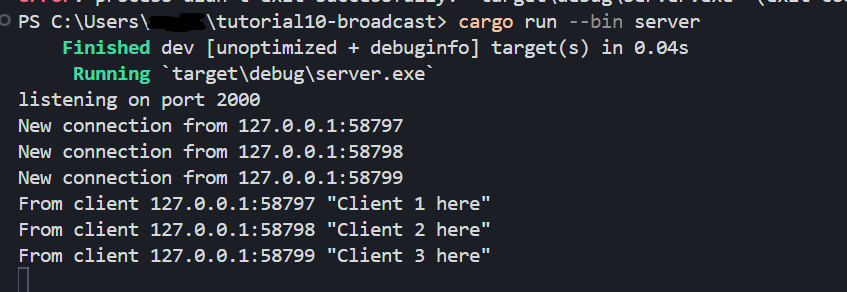 PS C:\Users\ \tutorial10-broadcast> cargo run --bin server
Finished dev [unoptimized + debuginfo] target(s) in 0.04s
Running `target\debug\server.exe`
listening on port 2000
New connection from 127.0.0.1:58797
New connection from 127.0.0.1:58798
New connection from 127.0.0.1:58799
From client 127.0.0.1:58797 "Client 1 here"
From client 127.0.0.1:58798 "Client 2 here"
From client 127.0.0.1:58799 "Client 3 here"